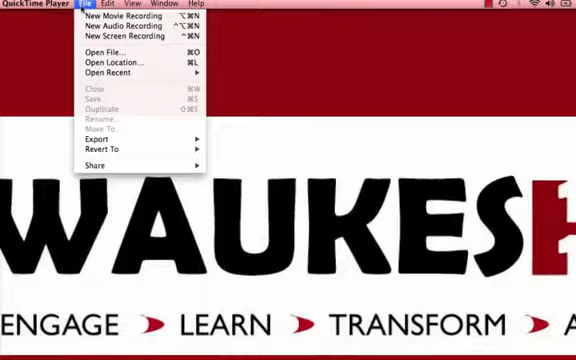 QuickTime Player File Edit View Window Help
New Movie Recording ⌥⌘N
New Audio Recording ^⌥⌘N
New Screen Recording ^⌘N
Open File... ⌘O
Open Location... ⌘L
Open Recent
Close ⌘W
Save... ⌘S
Duplicate ⇧⌘S
Rename...
Move To...
Export
Revert To
Share
WAUKES
ENGAGE LEARN TRANSFORM A